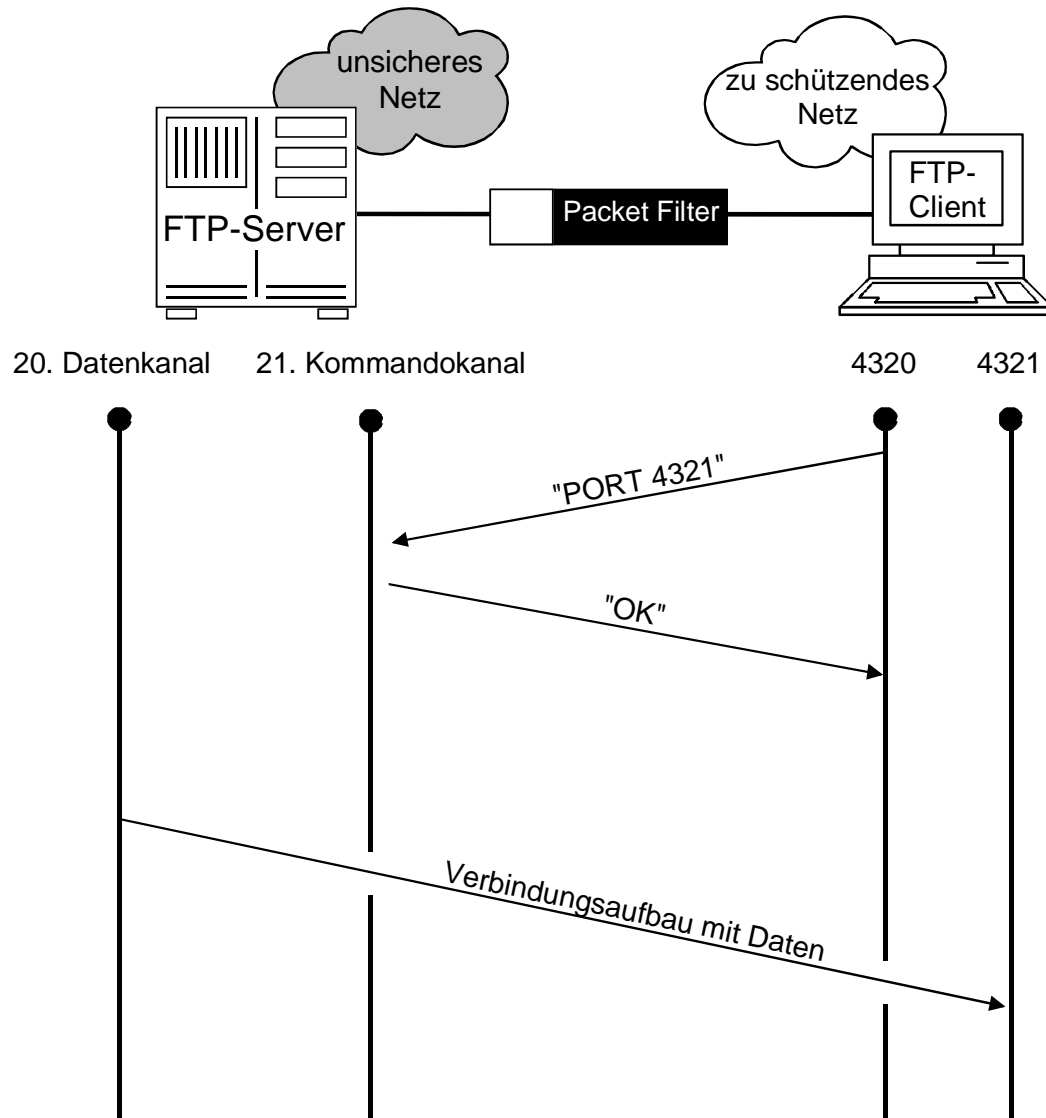 unsicheres
Netz
zu schützendes
Netz
FTP-Server
Packet Filter
FTP-
Client
20. Datenkanal
21. Kommandokanal
4320
4321
"PORT 4321"
"OK"
Verbindungsaufbau mit Daten